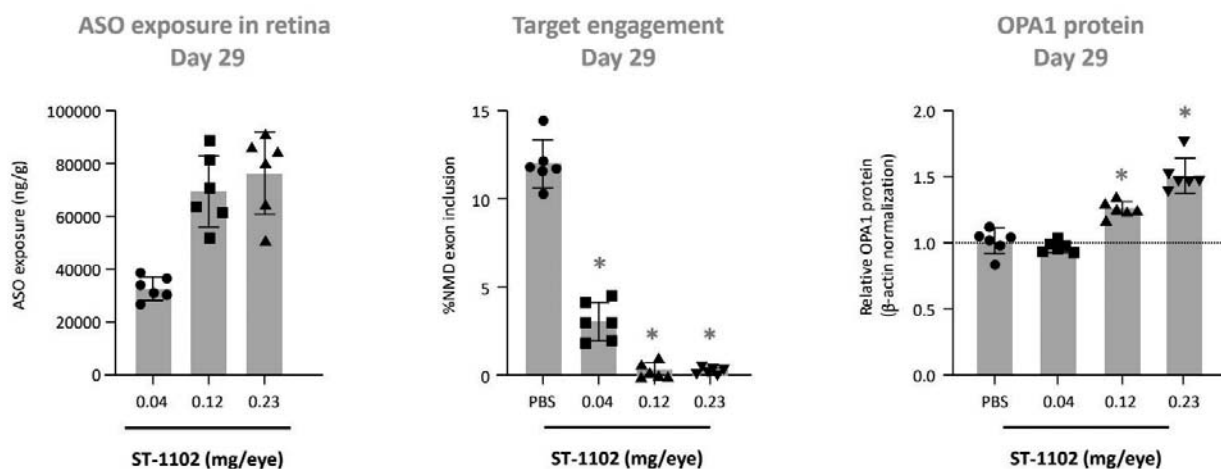 ASO exposure in retina
Day 29
100000
80000
60000
40000
20000
0
ASO exposure (ng/g)
0.04 0.12 0.23
ST-1102 (mg/eye)
Target engagement
Day 29
15
10
5
0
%NMD exon inclusion
*
*
*
PBS 0.04 0.12 0.23
ST-1102 (mg/eye)
OPA1 protein
Day 29
2.0
1.5
1.0
0.5
0.0
Relative OPA1 protein
(β-actin normalization)
*
*
PBS 0.04 0.12 0.23
ST-1102 (mg/eye)